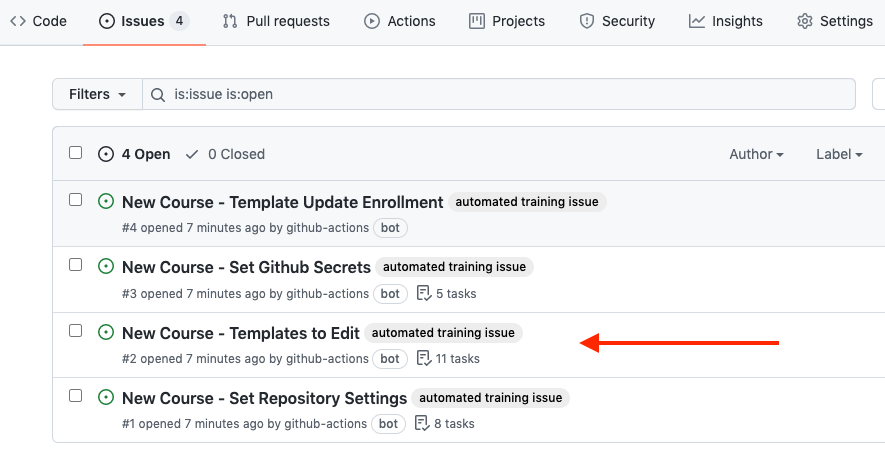 Code Issues 4 Pull requests Actions Projects Security Insights Settings
Filters is:issue is:open
4 Open 0 Closed Author Label
New Course - Template Update Enrollment automated training issue
#4 opened 7 minutes ago by github-actions bot
New Course - Set Github Secrets automated training issue
#3 opened 7 minutes ago by github-actions bot 5 tasks
New Course - Templates to Edit automated training issue
#2 opened 7 minutes ago by github-actions bot 11 tasks
New Course - Set Repository Settings automated training issue
#1 opened 7 minutes ago by github-actions bot 8 tasks